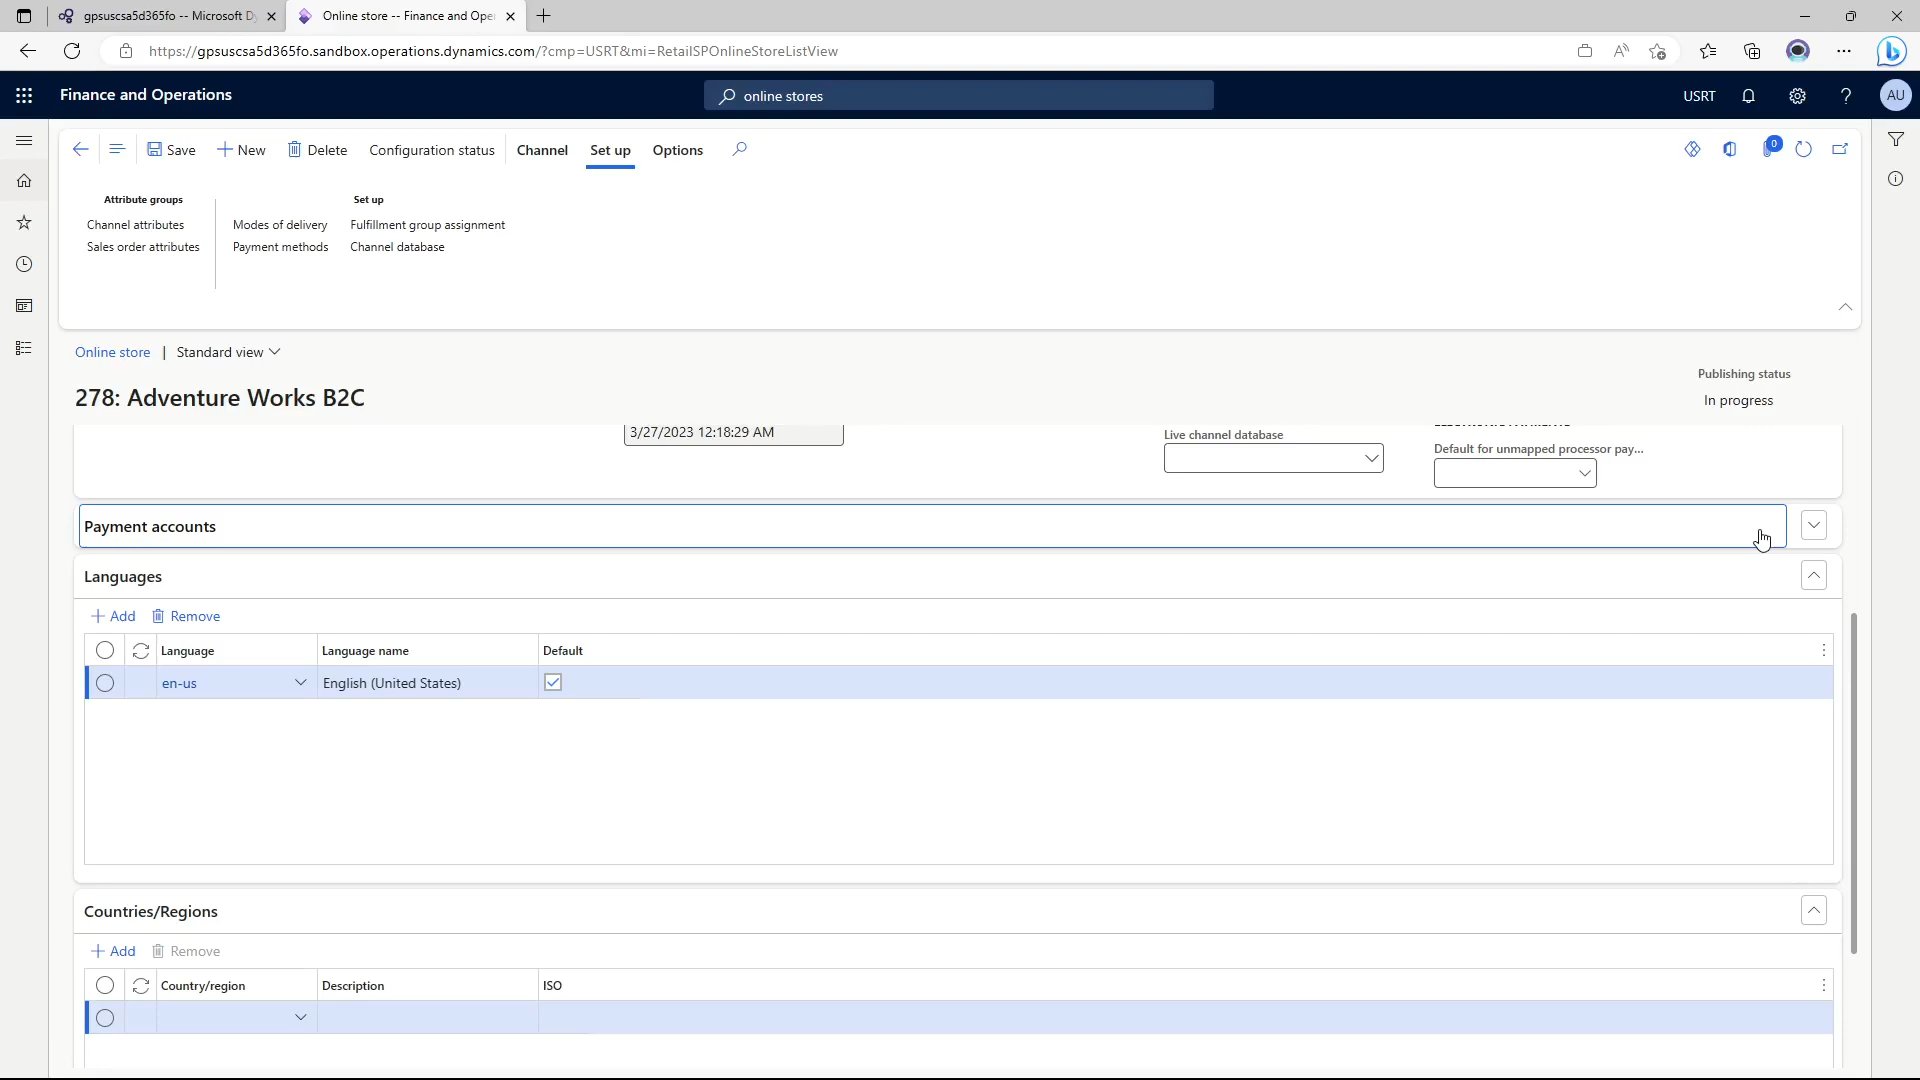 gpsuscsa5d365fo -- Microsoft D
Online store -- Finance and Ope
https://gpsuscsa5d365fo.sandbox.operations.dynamics.com/?cmp=USRT&mi=RetailSPOnlineStoreListView
Finance and Operations
online stores
USRT
AU
Save
New
Delete
Configuration status
Channel
Set up
Options
0
Attribute groups
Set up
Channel attributes
Modes of delivery
Fulfillment group assignment
Sales order attributes
Payment methods
Channel database
Online store | Standard view
Publishing status
278: Adventure Works B2C
In progress
3/27/2023 12:18:29 AM
Live channel database
Default for unmapped processor pay...
Payment accounts
Languages
Add
Remove
Language
Language name
Default
en-us
English (United States)
Countries/Regions
Add
Remove
Country/region
Description
ISO